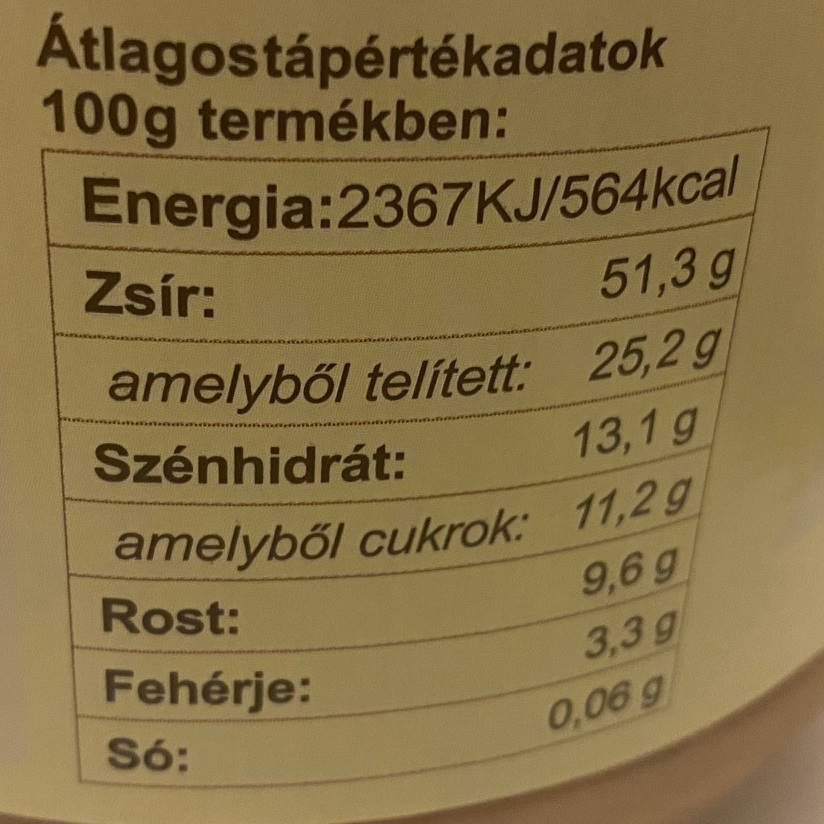 Átlagostápértékadatok
100g termékben:
Energia:2367KJ/564kcal
Zsír: 51,3 g
amelyből telített: 25,2 g
Szénhidrát: 13,1 g
amelyből cukrok: 11,2 g
Rost: 9,6 g
Fehérje: 3,3 g
Só: 0,06 g